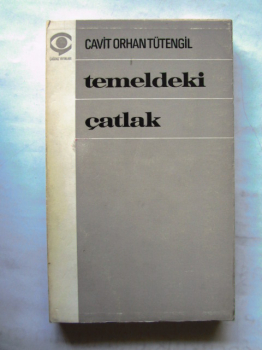 CAVİT ORHAN TÜTENGİL
temeldeki
çatlak